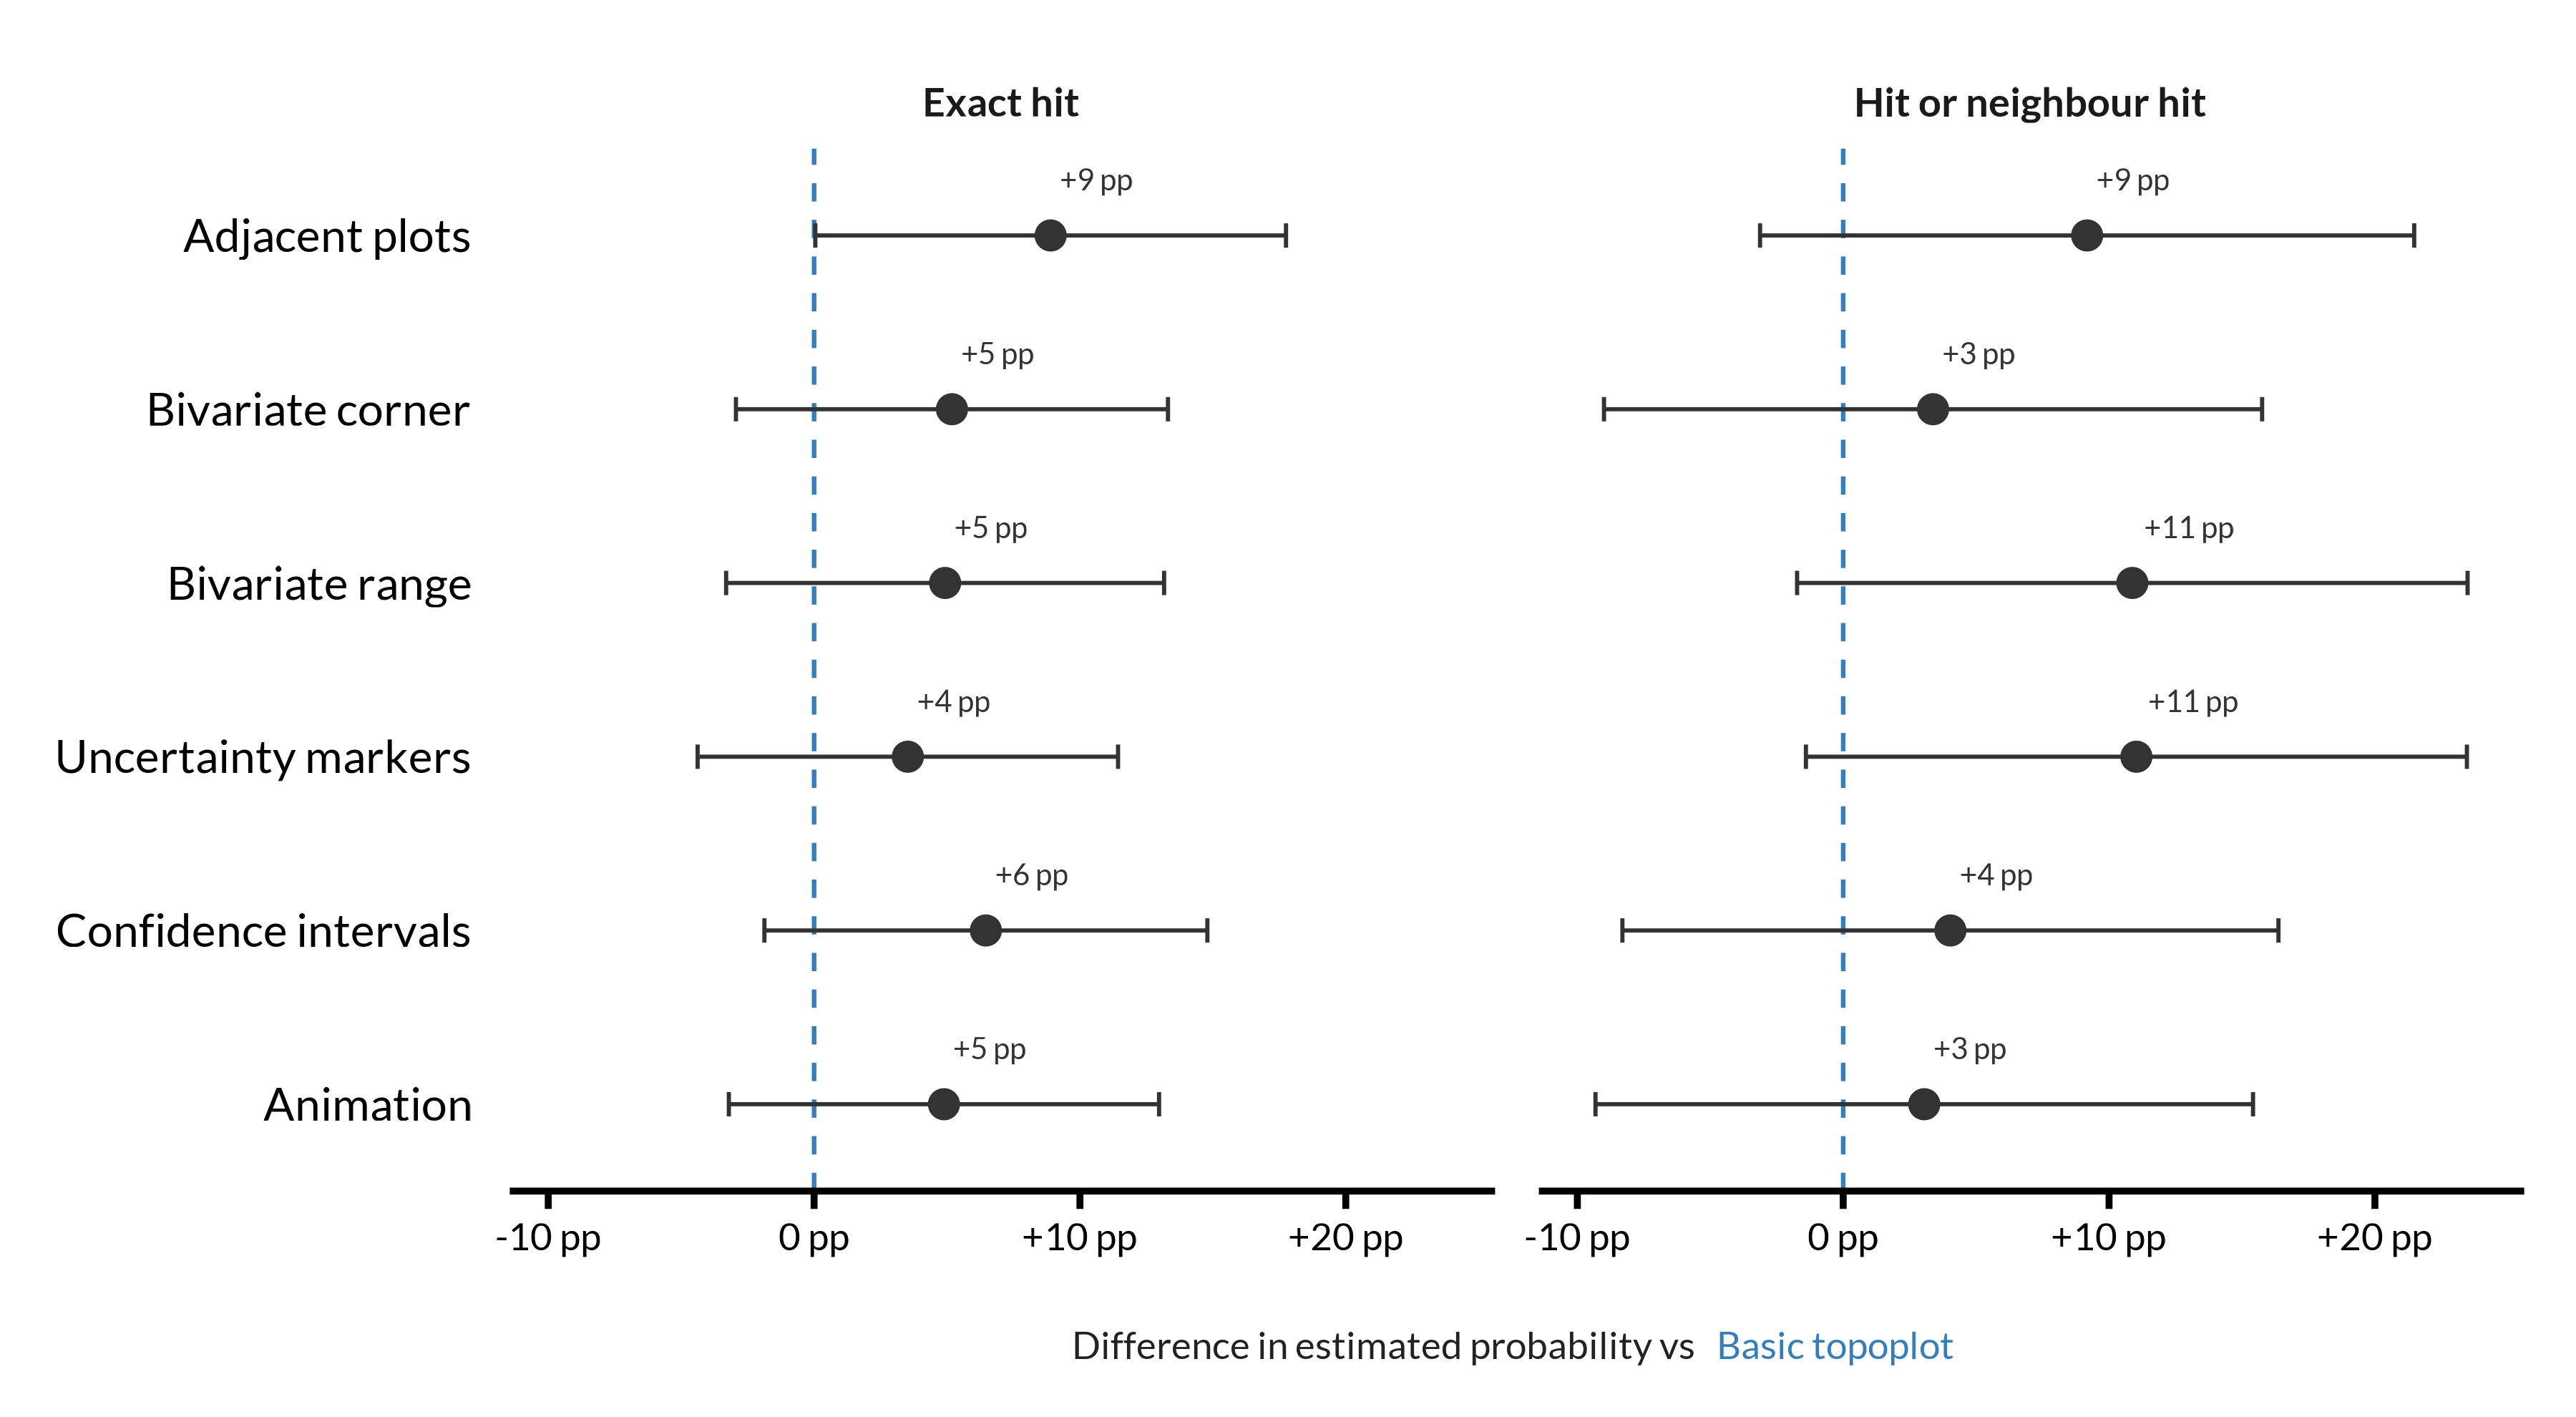 Exact hit
Hit or neighbour hit
Adjacent plots
+9 pp
+9 pp
Bivariate corner
+5 pp
+3 pp
Bivariate range
+5 pp
+11 pp
Uncertainty markers
+4 pp
+11 pp
Confidence intervals
+6 pp
+4 pp
Animation
+5 pp
+3 pp
-10 pp
0 pp
+10 pp
+20 pp
-10 pp
0 pp
+10 pp
+20 pp
Difference in estimated probability vs Basic topoplot